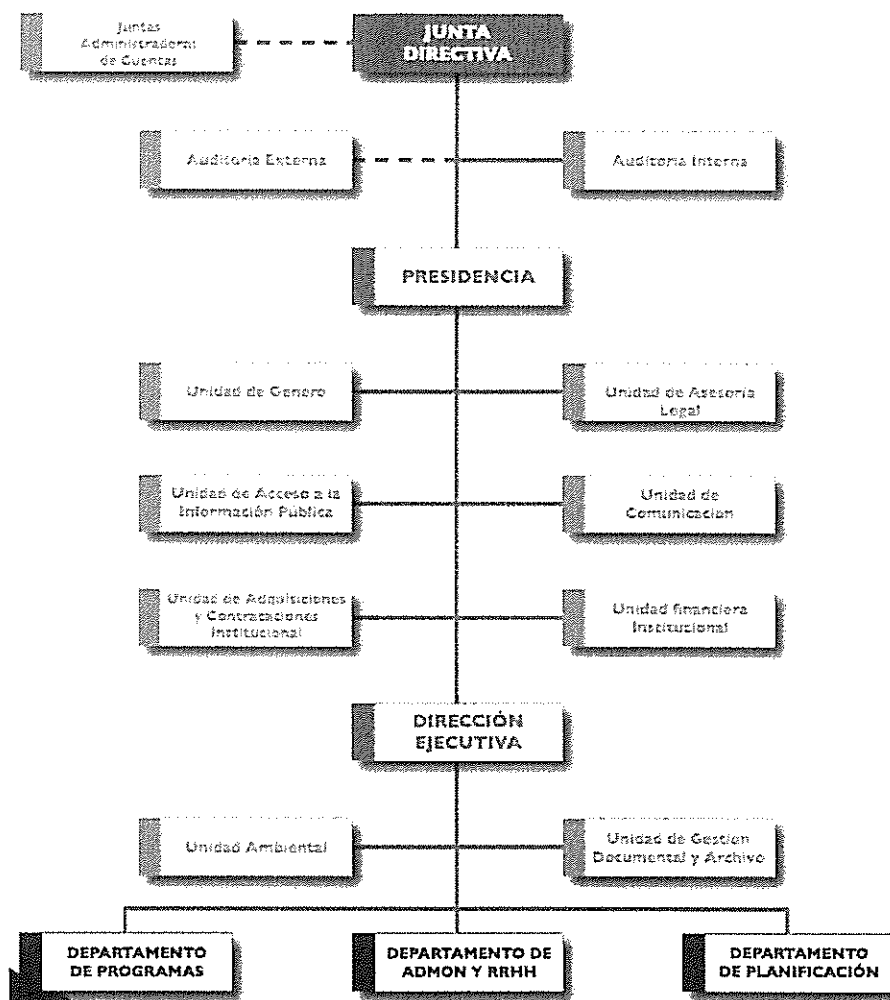 Juntas
Administradoras
de Cuentas
JUNTA
DIRECTIVA
Auditoria Externa
Auditoria Interna
PRESIDENCIA
Unidad de Genero
Unidad de Asesoría
Legal
Unidad de Acceso a la
Información Pública
Unidad de
Comunicacion
Unidad de Adquisiciones
y Contrataciones
Institucional
Unidad financiera
Institucional
DIRECCIÓN
EJECUTIVA
Unidad Ambiental
Unidad de Gestion
Documental y Archivo
DEPARTAMENTO
DE PROGRAMAS
DEPARTAMENTO DE
ADMON Y RRHH
DEPARTAMENTO
DE PLANIFICACIÓN